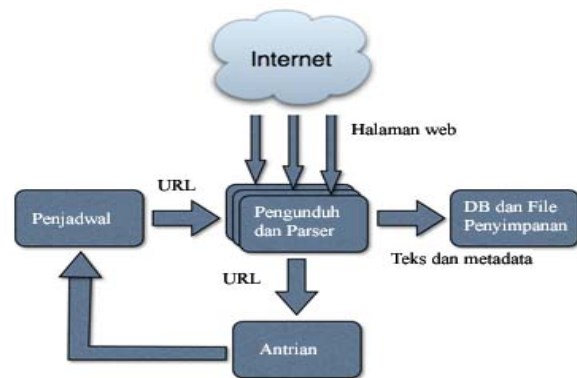 Internet
Halaman web
URL
Penjadwal
Pengunduh
dan Parser
DB dan File
Penyimpanan
Teks dan metadata
URL
Antrian